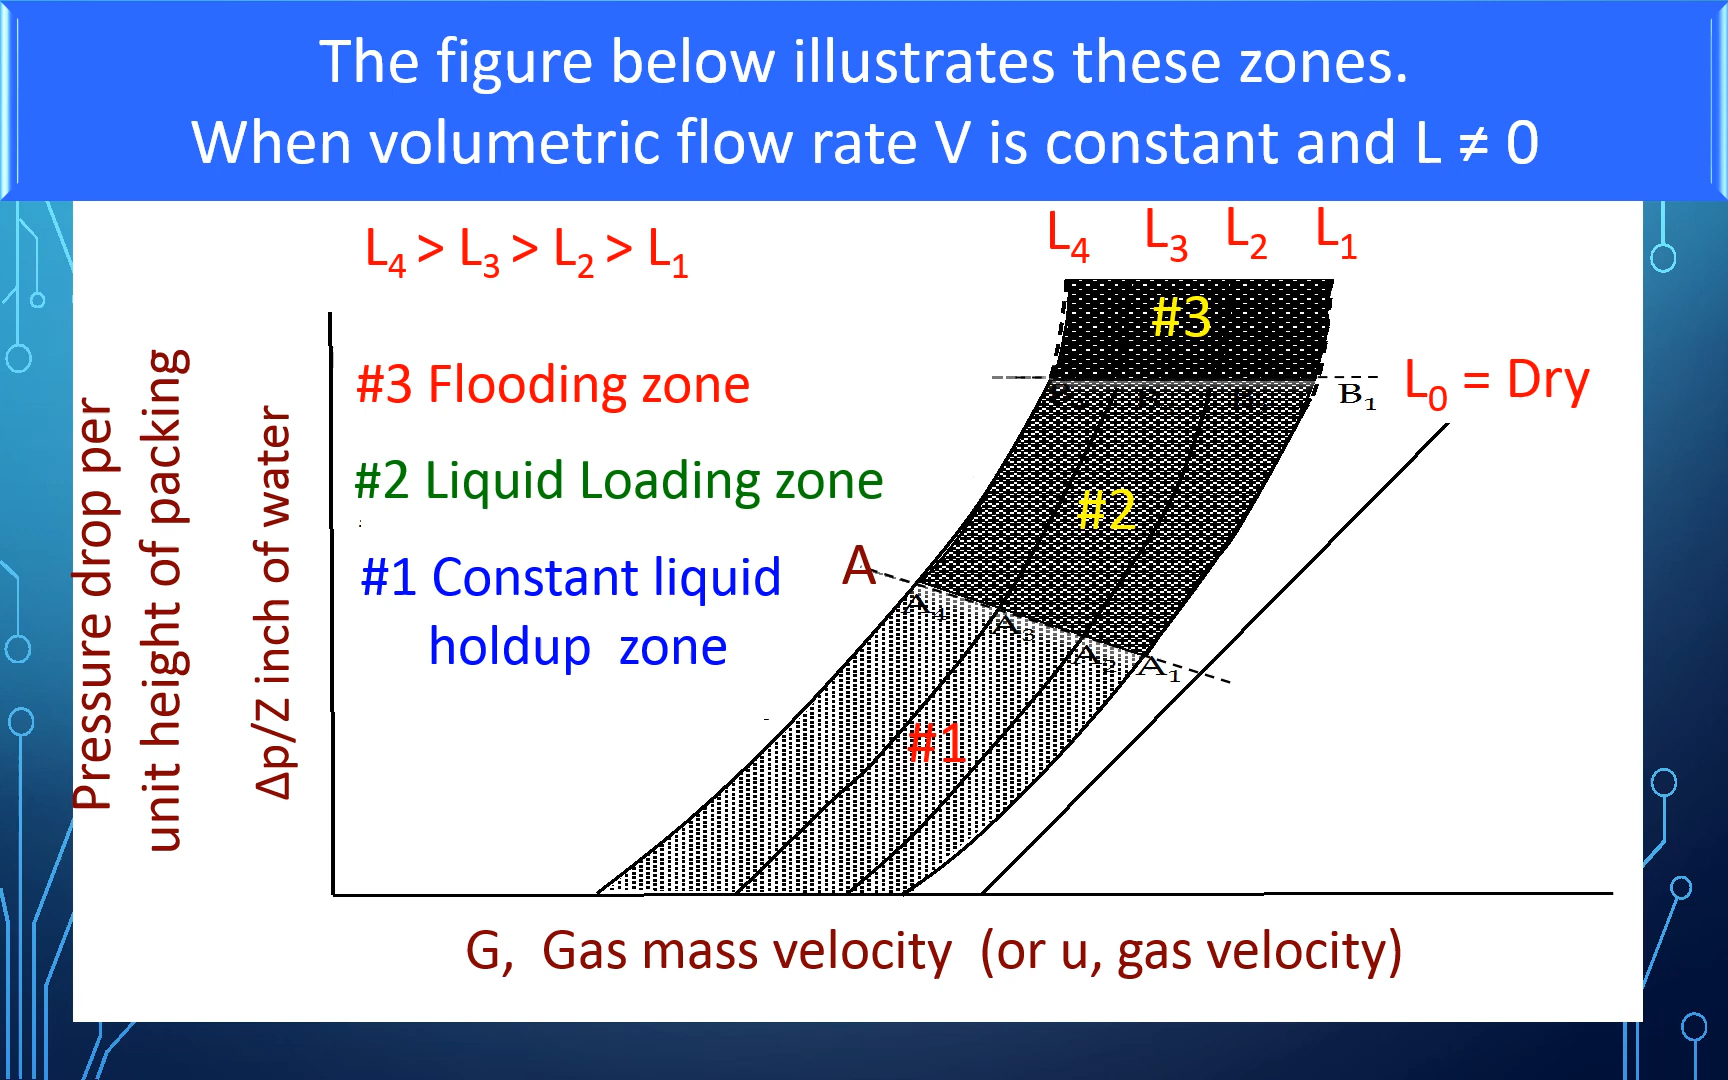 The figure below illustrates these zones.
When volumetric flow rate V is constant and L ≠ 0
L4 > L3 > L2 > L1
L4 L3 L2 L1
#3
#3 Flooding zone
B1
L0 = Dry
#2 Liquid Loading zone
#2
A
#1 Constant liquid
holdup zone
A4
A3
A2
A1
#1
Pressure drop per
unit height of packing
Δp/Z inch of water
G, Gas mass velocity (or u, gas velocity)